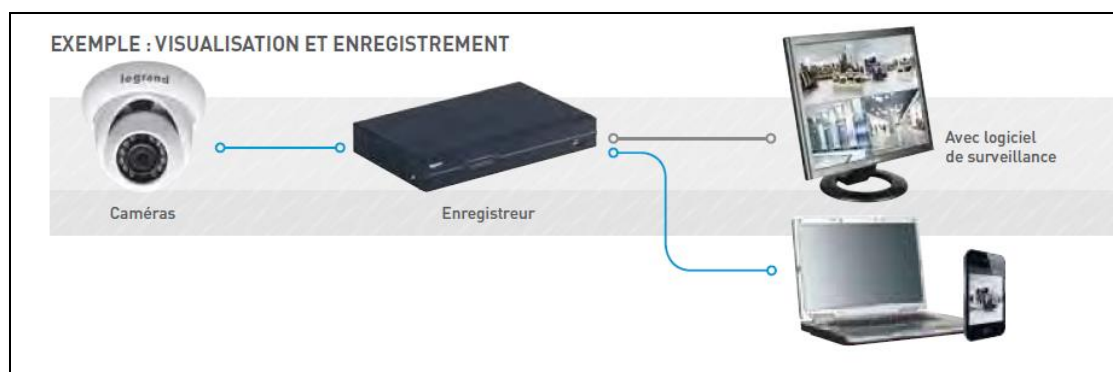 EXEMPLE : VISUALISATION ET ENREGISTREMENT
legrand
Avec logiciel
de surveillance
Caméras
Enregistreur